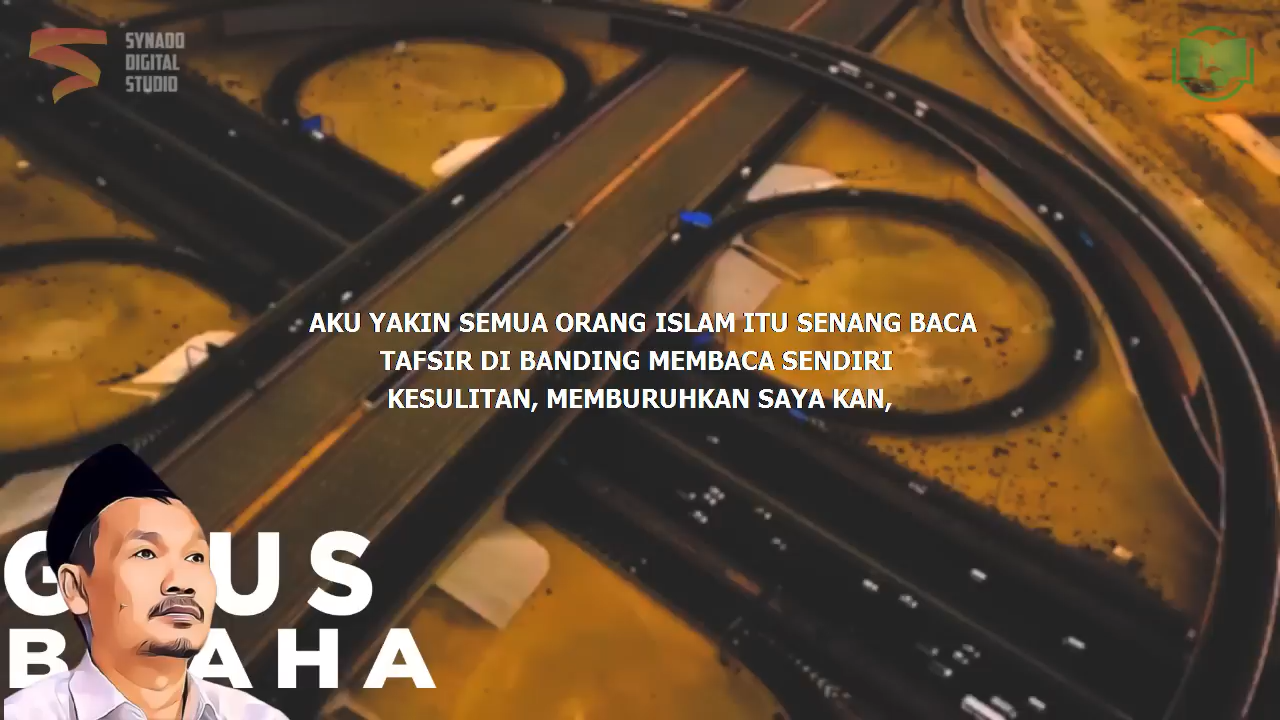 SYNADO
DIGITAL
STUDIO
AKU YAKIN SEMUA ORANG ISLAM ITU SENANG BACA
TAFSIR DI BANDING MEMBACA SENDIRI
KESULITAN, MEMBURUHKAN SAYA KAN,
GUS
BAHA